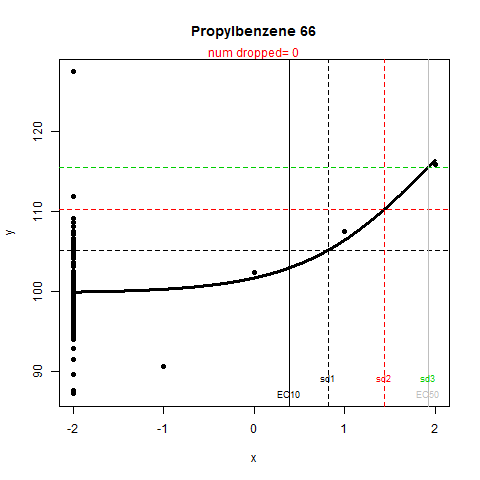 Propylbenzene 66
num dropped= 0
120
110
100
90
y
sd1
sd2
sd3
EC10
EC50
-2
-1
0
1
2
x